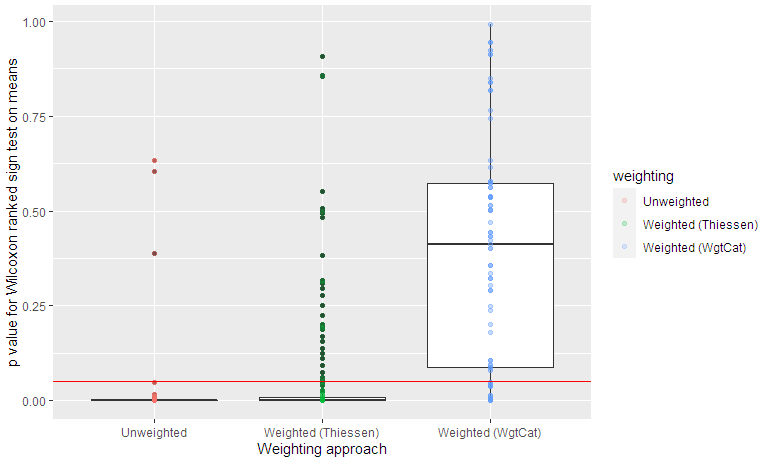 p value for Wilcoxon ranked sign test on means
1.00
0.75
0.50
0.25
0.00
Unweighted
Weighted (Thiessen)
Weighted (WgtCat)
Weighting approach
weighting
Unweighted
Weighted (Thiessen)
Weighted (WgtCat)